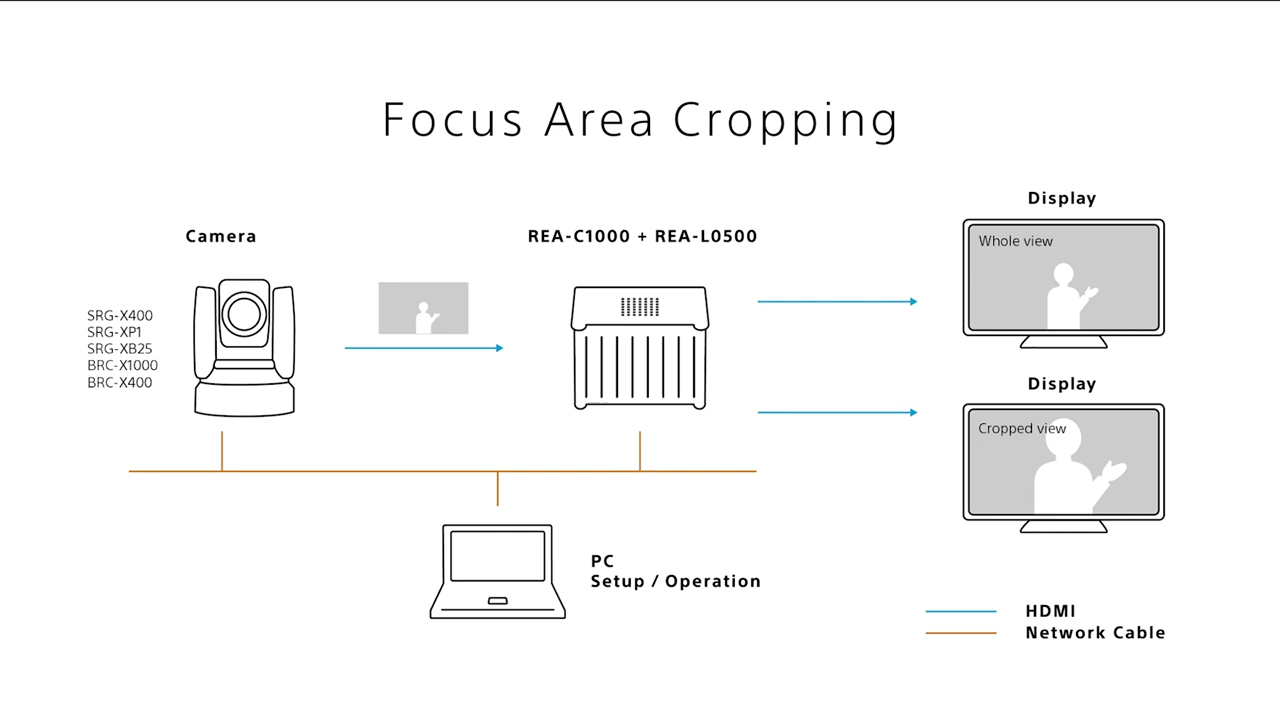 Focus Area Cropping
Camera
SRG-X400
SRG-XP1
SRG-XB25
BRC-X1000
BRC-X400
REA-C1000 + REA-L0500
Display
Whole view
Display
Cropped view
PC
Setup / Operation
HDMI
Network Cable